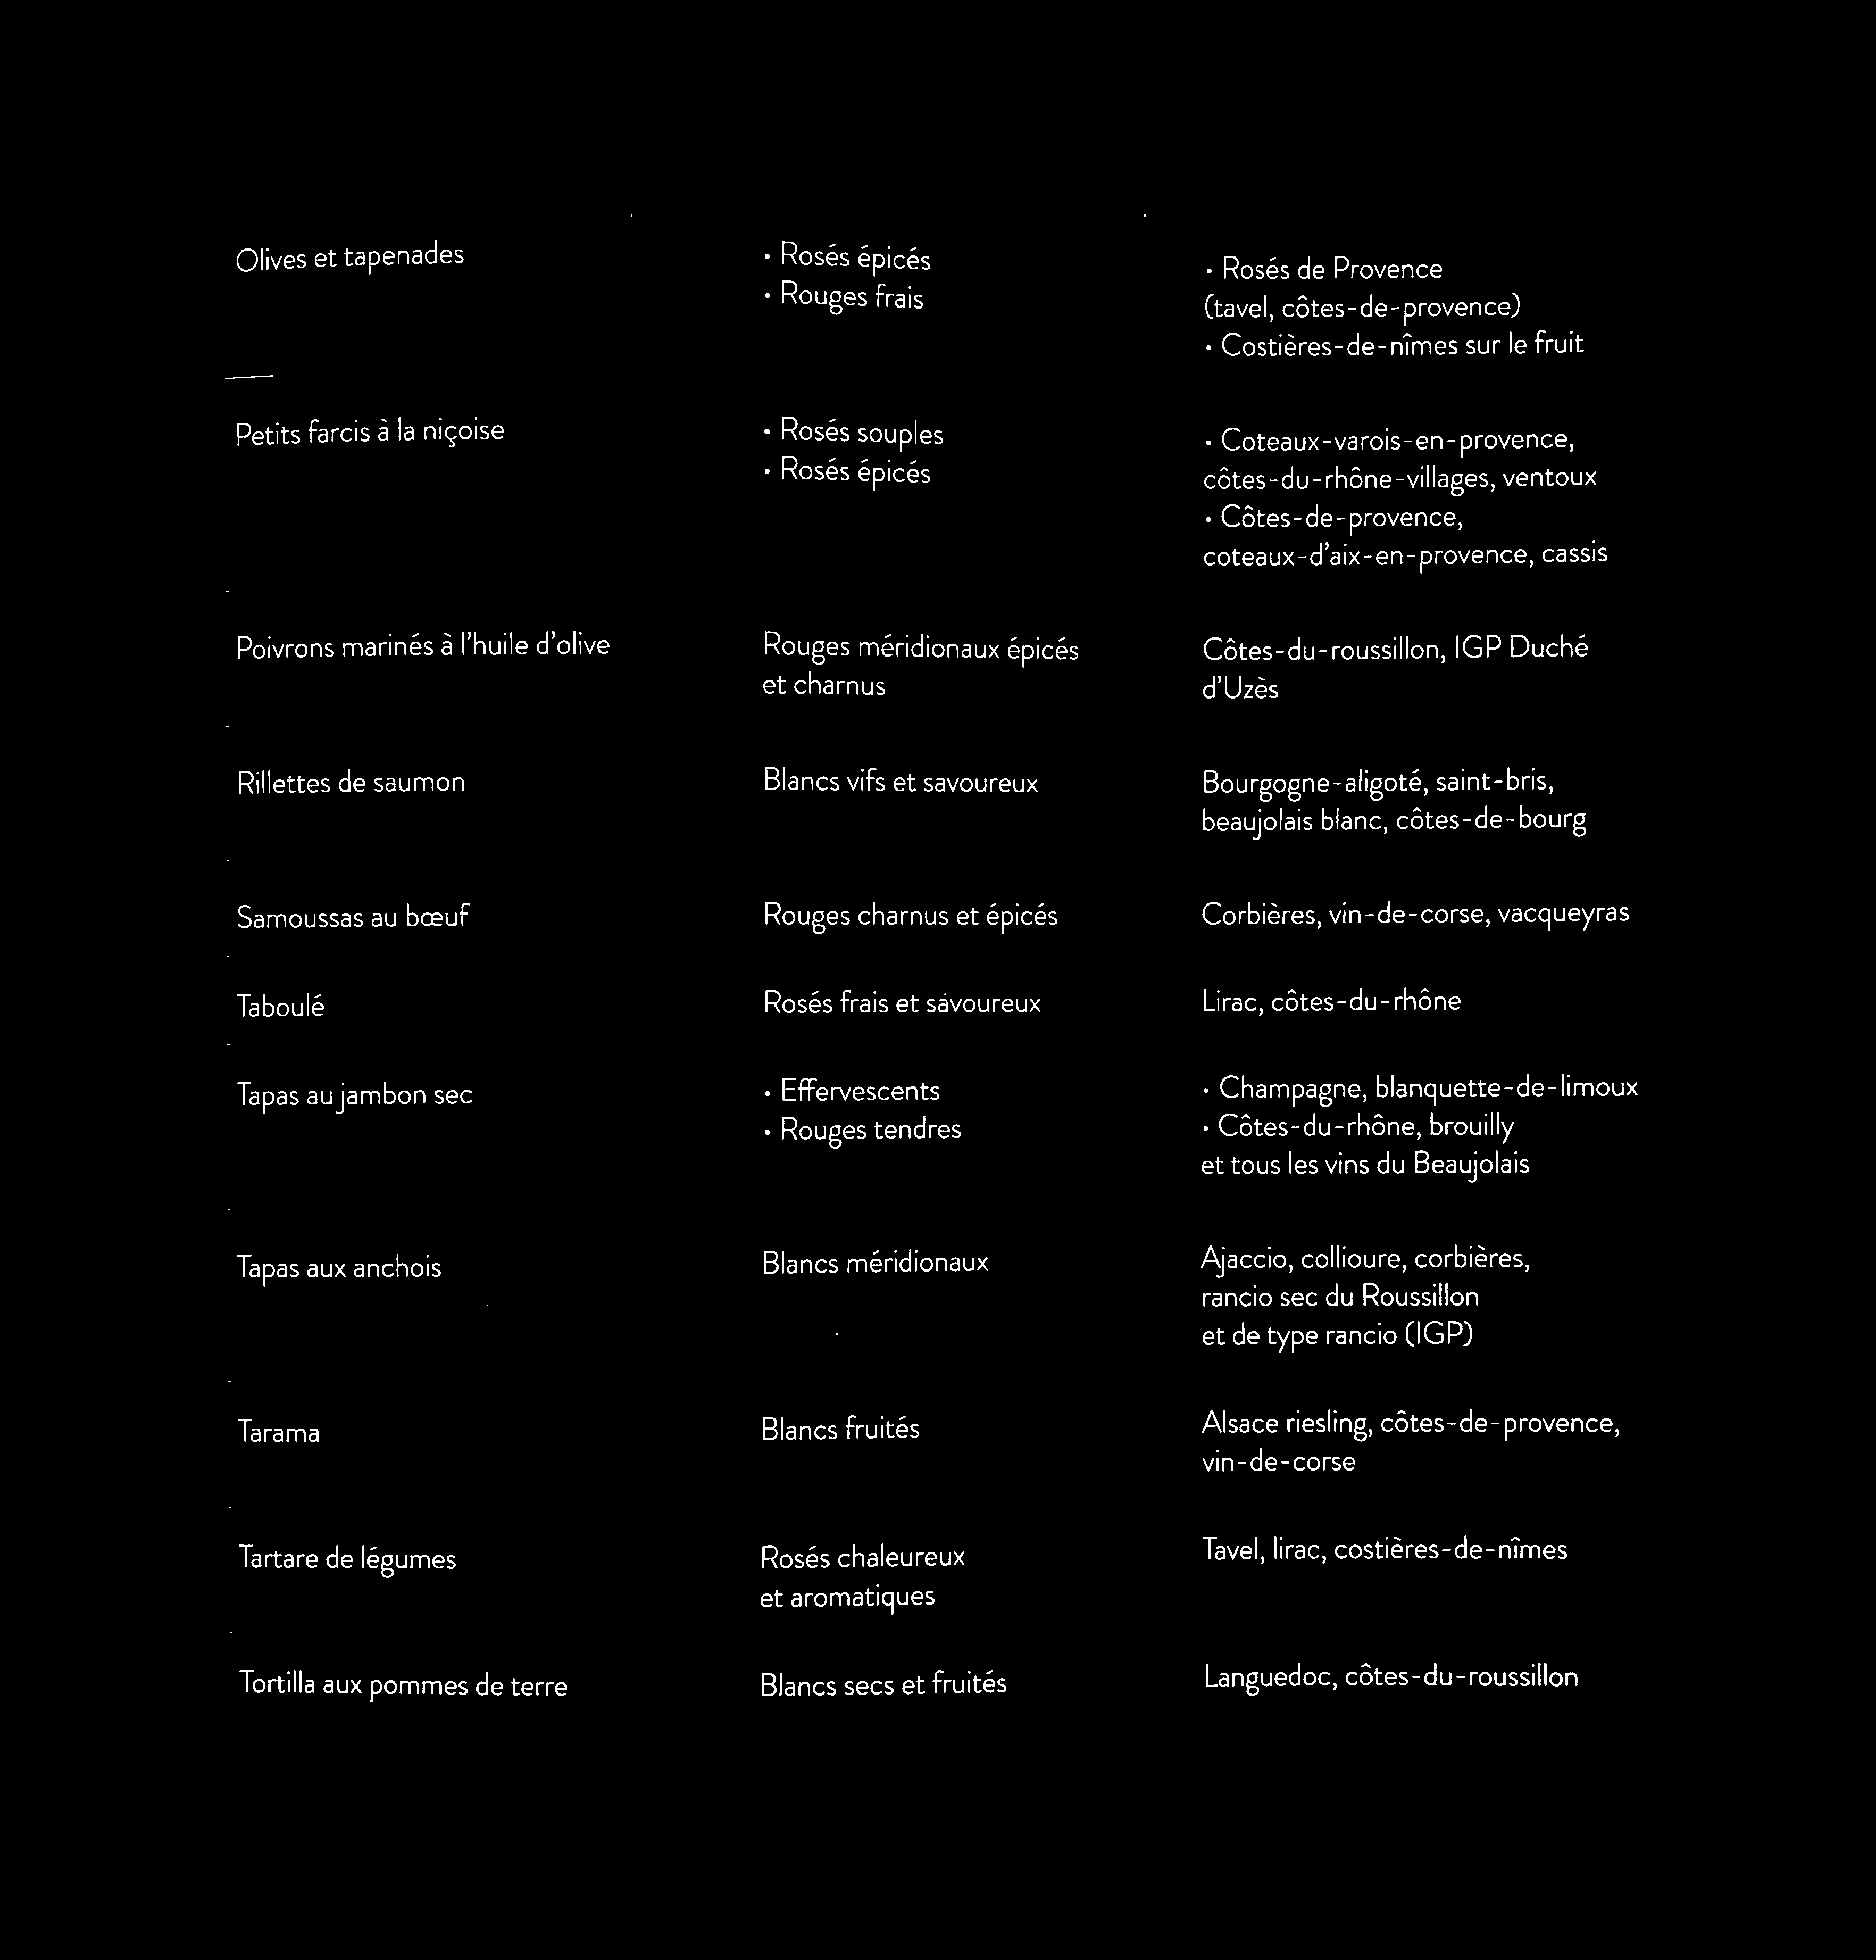 Olives et tapenades
• Rosés épicés
• Rouges frais
• Rosés de Provence
(tavel, côtes-de-provence)
• Costières-de-nîmes sur le fruit
Petits farcis à la niçoise
• Rosés souples
• Rosés épicés
• Coteaux-varois-en-provence,
côtes-du-rhône-villages, ventoux
• Côtes-de-provence,
coteaux-d’aix-en-provence, cassis
Poivrons marinés à l’huile d’olive
Rouges méridionaux épicés
et charnus
Côtes-du-roussillon, IGP Duché
d’Uzès
Rillettes de saumon
Blancs vifs et savoureux
Bourgogne-aligoté, saint-bris,
beaujolais blanc, côtes-de-bourg
Samoussas au bœuf
Rouges charnus et épicés
Corbières, vin-de-corse, vacqueyras
Taboulé
Rosés frais et savoureux
Lirac, côtes-du-rhône
Tapas au jambon sec
• Effervescents
• Rouges tendres
• Champagne, blanquette-de-limoux
• Côtes-du-rhône, brouilly
et tous les vins du Beaujolais
Tapas aux anchois
Blancs méridionaux
Ajaccio, collioure, corbières,
rancio sec du Roussillon
et de type rancio (IGP)
Tarama
Blancs fruités
Alsace riesling, côtes-de-provence,
vin-de-corse
Tartare de légumes
Rosés chaleureux
et aromatiques
Tavel, lirac, costières-de-nîmes
Tortilla aux pommes de terre
Blancs secs et fruités
Languedoc, côtes-du-roussillon